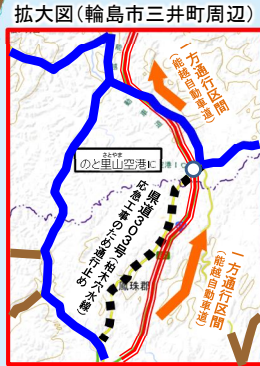 拡大図(輪島市三井町周辺)
一方通行区間
(能越自動車道)
さとやま
のと里山空港IC
県道303号(柏木穴水線)
応急工事のため通行止め
一方通行区間
(能越自動車道)
鳳珠郡